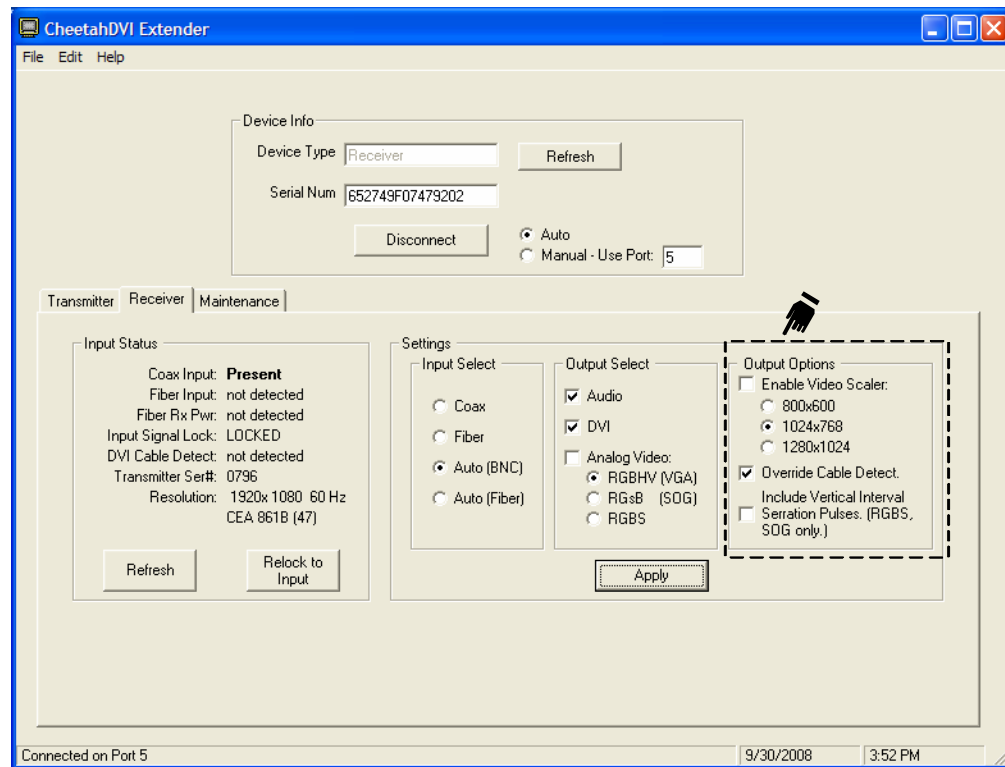 CheetahDVI Extender
File Edit Help
Device Info
Device Type Receiver Refresh
Serial Num 652749F07479202
Disconnect
Auto
Manual - Use Port: 5
Transmitter Receiver Maintenance
Input Status
Coax Input: Present
Fiber Input: not detected
Fiber Rx Pwr: not detected
Input Signal Lock: LOCKED
DVI Cable Detect: not detected
Transmitter Ser#: 0796
Resolution: 1920x 1080 60 Hz
CEA 861B (47)
Refresh
Relock to
Input
Settings
Input Select
Coax
Fiber
Auto (BNC)
Auto (Fiber)
Output Select
Audio
DVI
Analog Video:
RGBHV (VGA)
RGsB (SOG)
RGBS
Output Options
Enable Video Scaler:
800x600
1024x768
1280x1024
Override Cable Detect.
Include Vertical Interval
Serration Pulses. (RGBS,
SOG only.)
Apply
Connected on Port 5 9/30/2008 3:52 PM